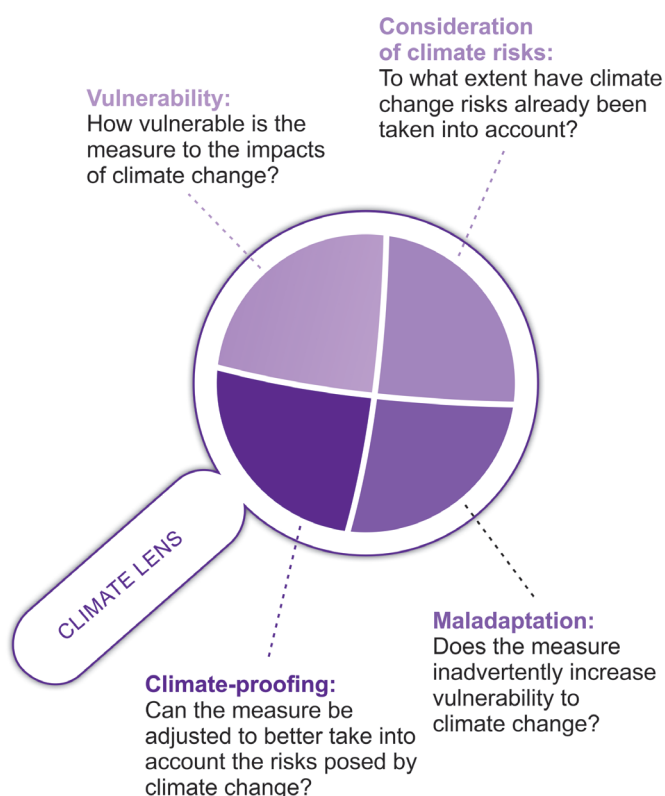 Consideration
of climate risks:
To what extent have climate
change risks already been
taken into account?
Vulnerability:
How vulnerable is the
measure to the impacts
of climate change?
CLIMATE LENS
Maladaptation:
Does the measure
inadvertently increase
vulnerability to
climate change?
Climate-proofing:
Can the measure be
adjusted to better take into
account the risks posed by
climate change?